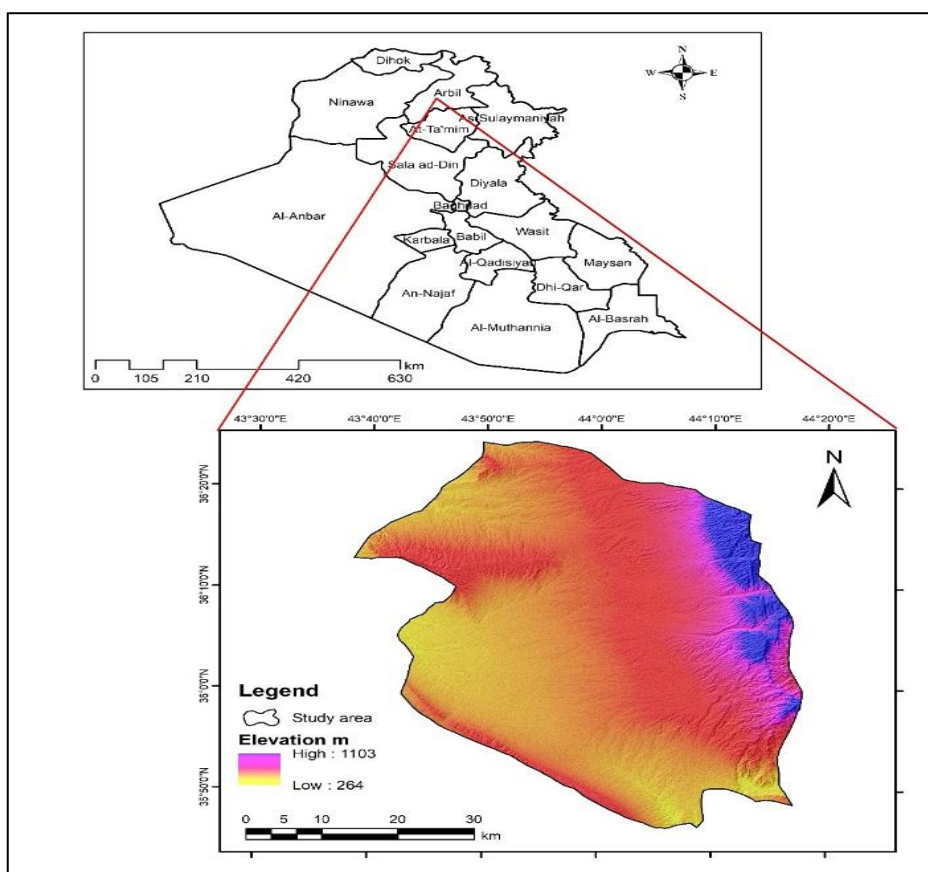 N
W E
S
Dihok
Ninawa
Arbil
As Sulaymaniyah
At-Ta'mim
Sala ad-Din
Diyala
Al-Anbar
Baghdad
Karbala
Babil
Wasit
Al-Qadisiyah
Maysan
An-Najaf
Dhi-Qar
Al-Basrah
Al-Muthannia
0 105 210 420 630
km
43°30'0"E 43°40'0"E 43°50'0"E 44°0'0"E 44°10'0"E 44°20'0"E
N
36°20'0"N
36°10'0"N
36°0'0"N
35°50'0"N
Legend
Study area
Elevation m
High : 1103
Low : 264
0 5 10 20 30
km